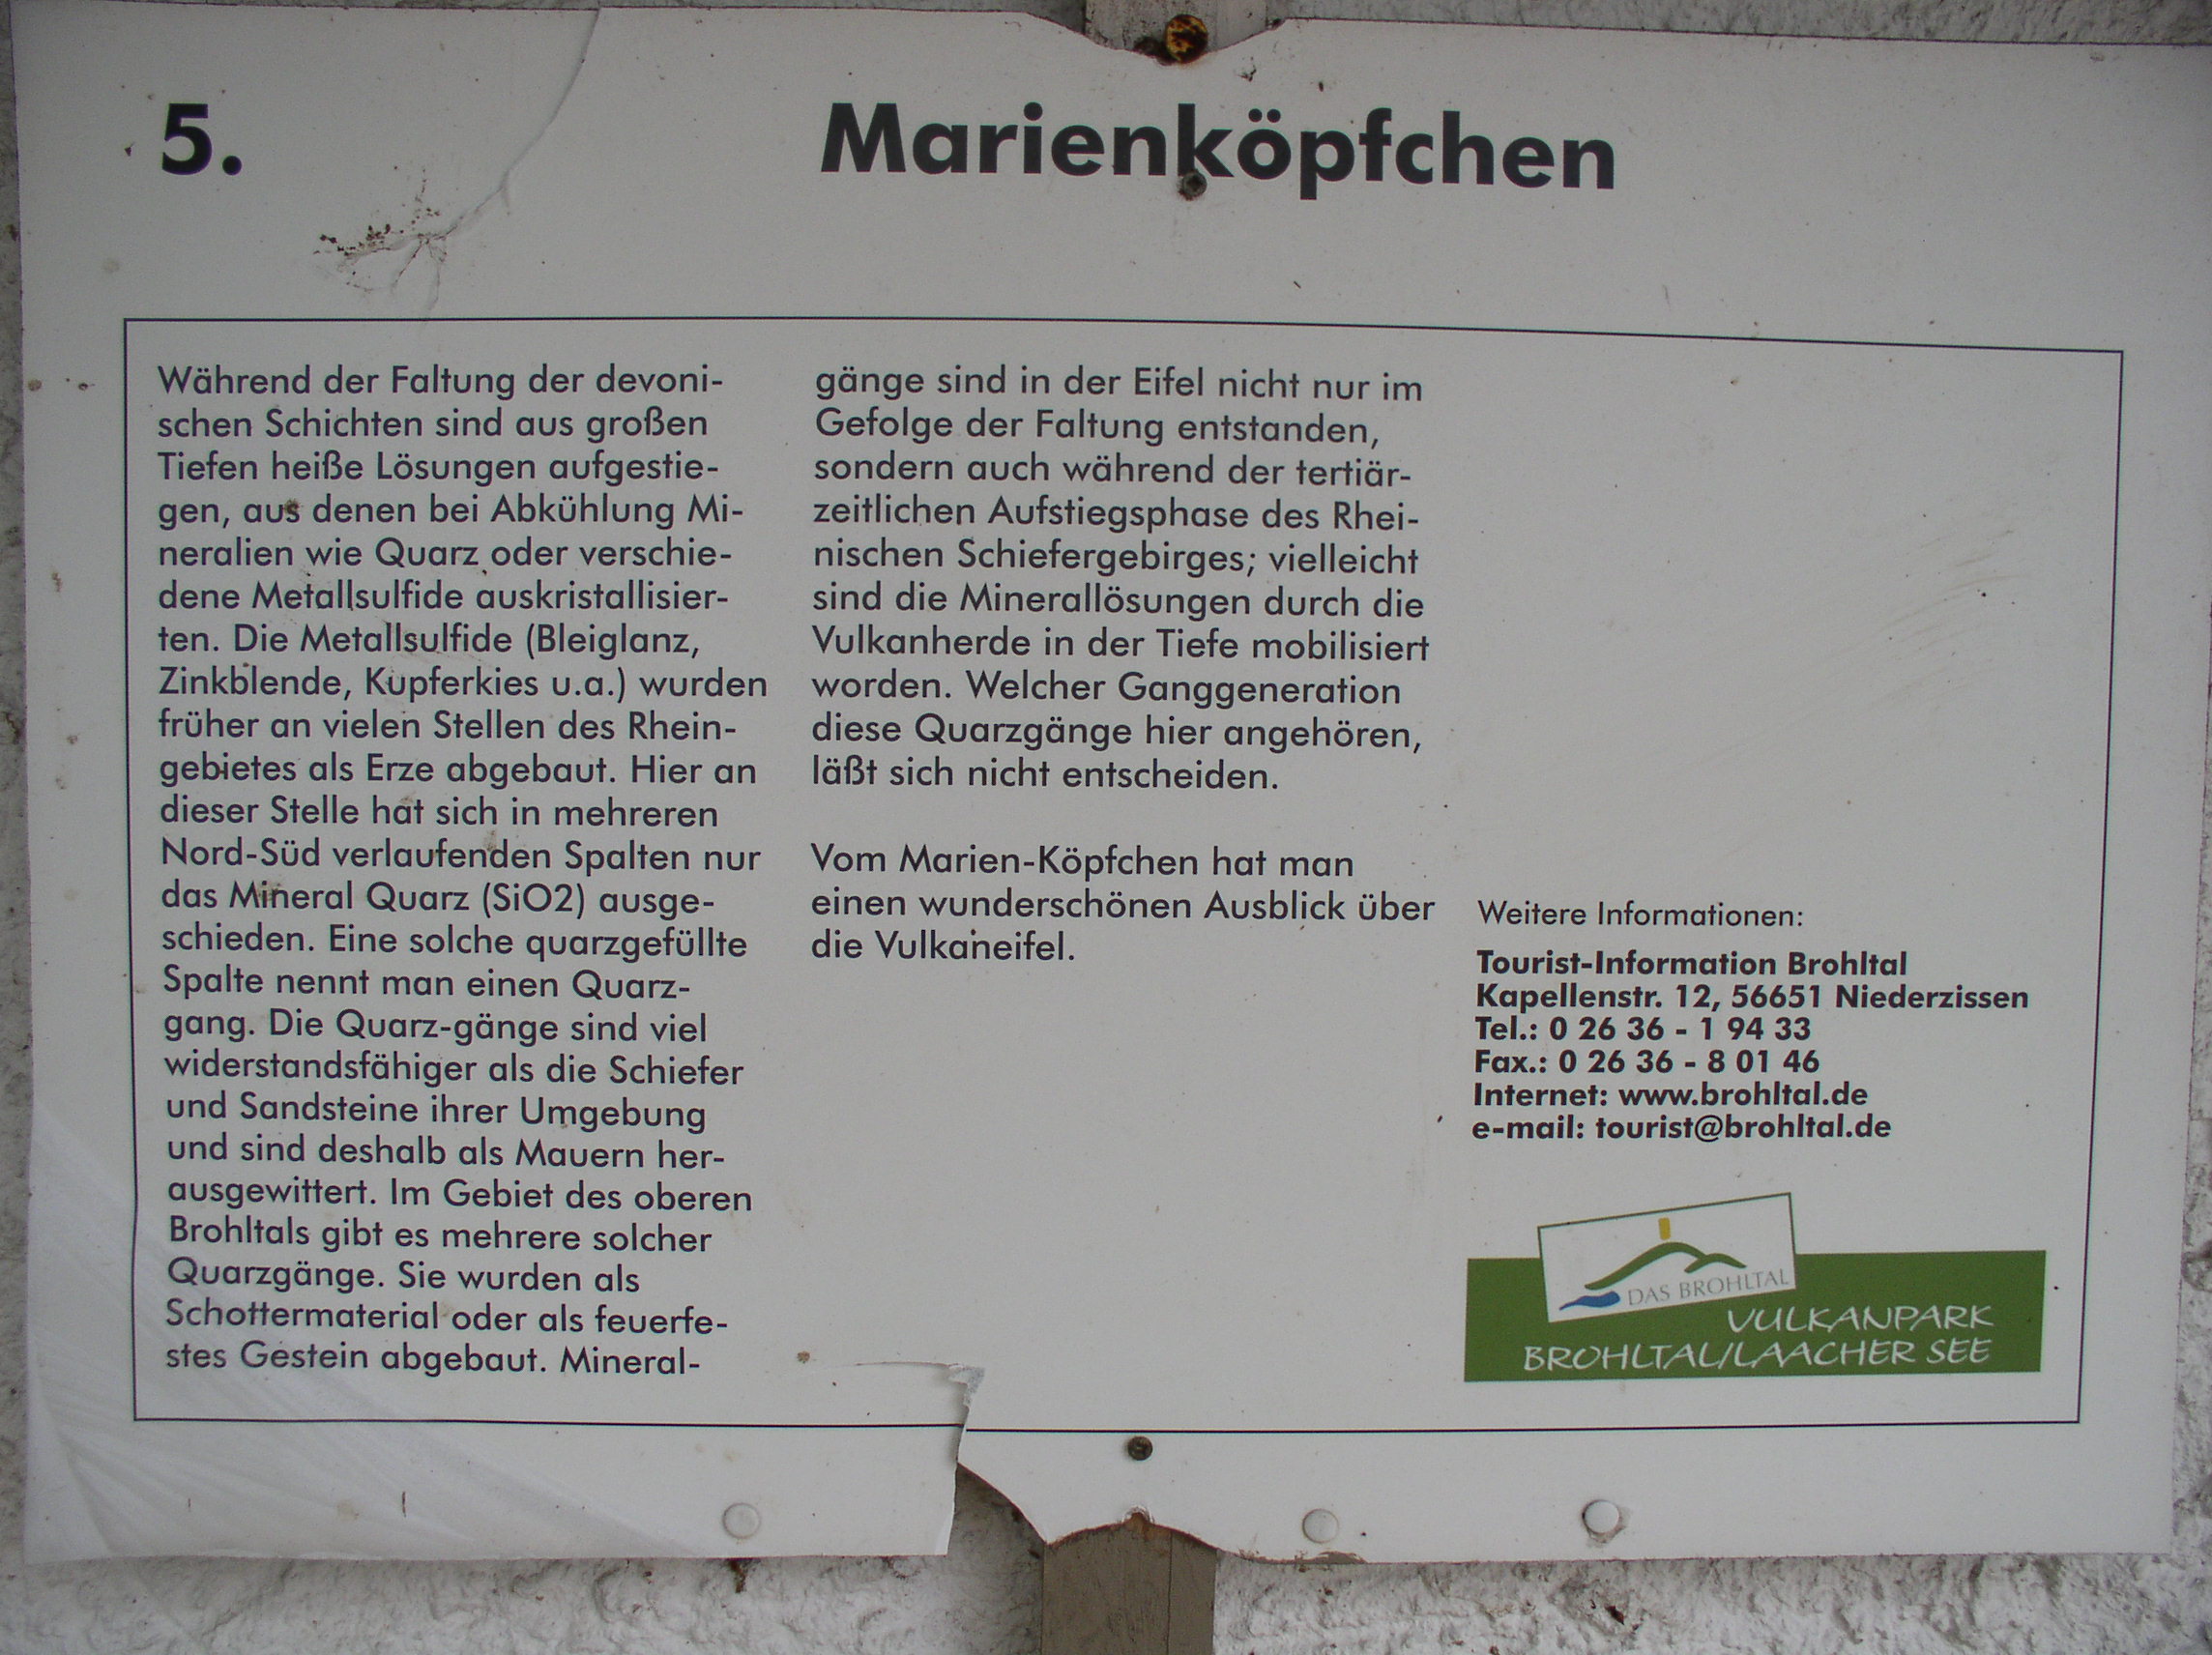 5.
Marienköpfchen
Während der Faltung der devoni-
schen Schichten sind aus großen
Tiefen heiße Lösungen aufgestie-
gen, aus denen bei Abkühlung Mi-
neralien wie Quarz oder verschie-
dene Metallsulfide auskristallisier-
ten. Die Metallsulfide (Bleiglanz,
Zinkblende, Kupferkies u.a.) wurden
früher an vielen Stellen des Rhein-
gebietes als Erze abgebaut. Hier an
dieser Stelle hat sich in mehreren
Nord-Süd verlaufenden Spalten nur
das Mineral Quarz (SiO2) ausge-
schieden. Eine solche quarzgefüllte
Spalte nennt man einen Quarz-
gang. Die Quarz-gänge sind viel
widerstandsfähiger als die Schiefer
und Sandsteine ihrer Umgebung
und sind deshalb als Mauern her-
ausgewittert. Im Gebiet des oberen
Brohltals gibt es mehrere solcher
Quarzgänge. Sie wurden als
Schottermaterial oder als feuerfe-
stes Gestein abgebaut. Mineral-
gänge sind in der Eifel nicht nur im
Gefolge der Faltung entstanden,
sondern auch während der tertiär-
zeitlichen Aufstiegsphase des Rhei-
nischen Schiefergebirges; vielleicht
sind die Minerallösungen durch die
Vulkanherde in der Tiefe mobilisiert
worden. Welcher Ganggeneration
diese Quarzgänge hier angehören,
läßt sich nicht entscheiden.
Vom Marien-Köpfchen hat man
einen wunderschönen Ausblick über
die Vulkaneifel.
Weitere Informationen:
Tourist-Information Brohltal
Kapellenstr. 12, 56651 Niederzissen
Tel.: 0 26 36 - 1 94 33
Fax.: 0 26 36 - 8 01 46
Internet: www.brohltal.de
e-mail: tourist@brohltal.de
DAS BROHLTAL
VULKANPARK
BROHLTAL/LAACHER SEE